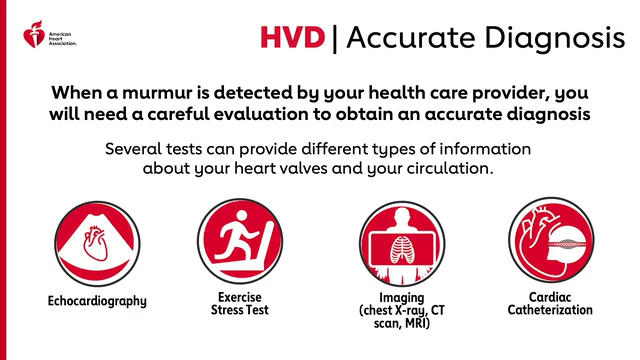 American
Heart
Association.
HVD | Accurate Diagnosis
When a murmur is detected by your health care provider, you
will need a careful evaluation to obtain an accurate diagnosis
Several tests can provide different types of information
about your heart valves and your circulation.
Echocardiography
Exercise
Stress Test
Imaging
(chest X-ray, CT
scan, MRI)
Cardiac
Catheterization